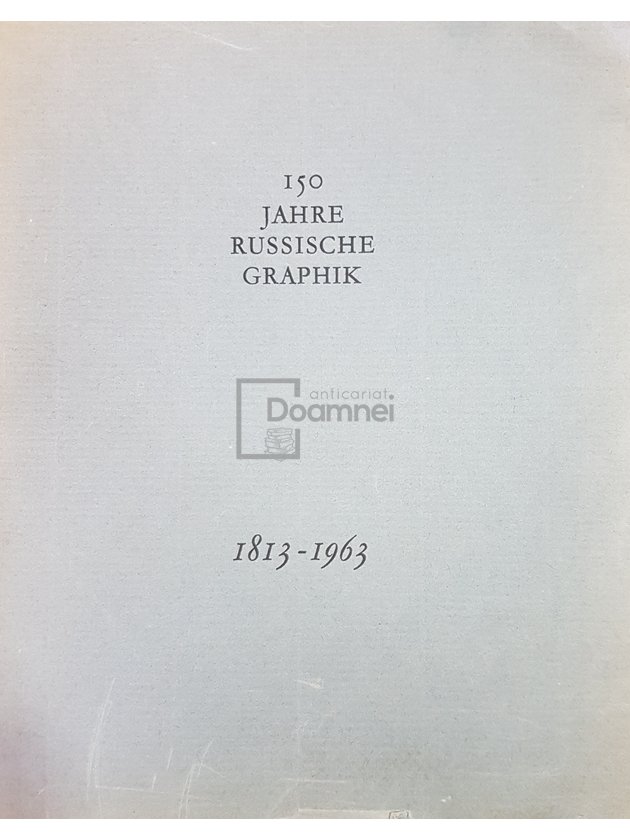 150
JAHRE
RUSSISCHE
GRAPHIK
anticariat
Doamnei
1813-1963